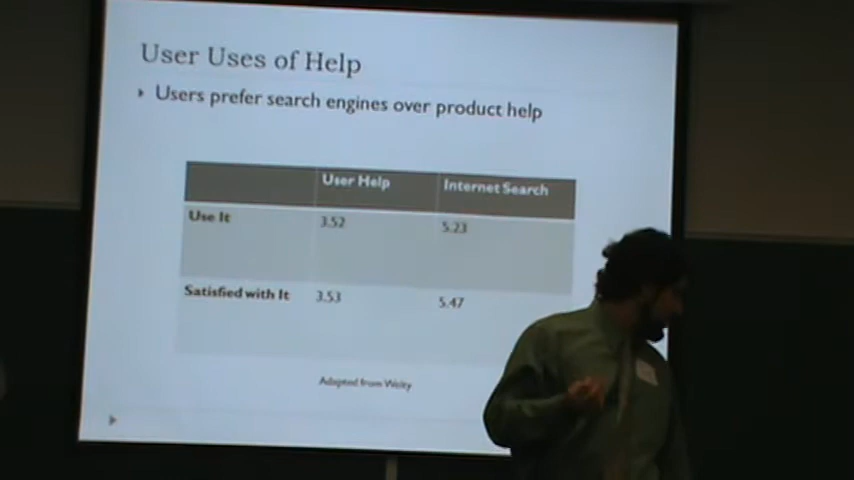 User Uses of Help
Users prefer search engines over product help
User Help Internet Search
Use It 3.52 5.23
Satisfied with It 3.53 5.47
Adapted from Welty